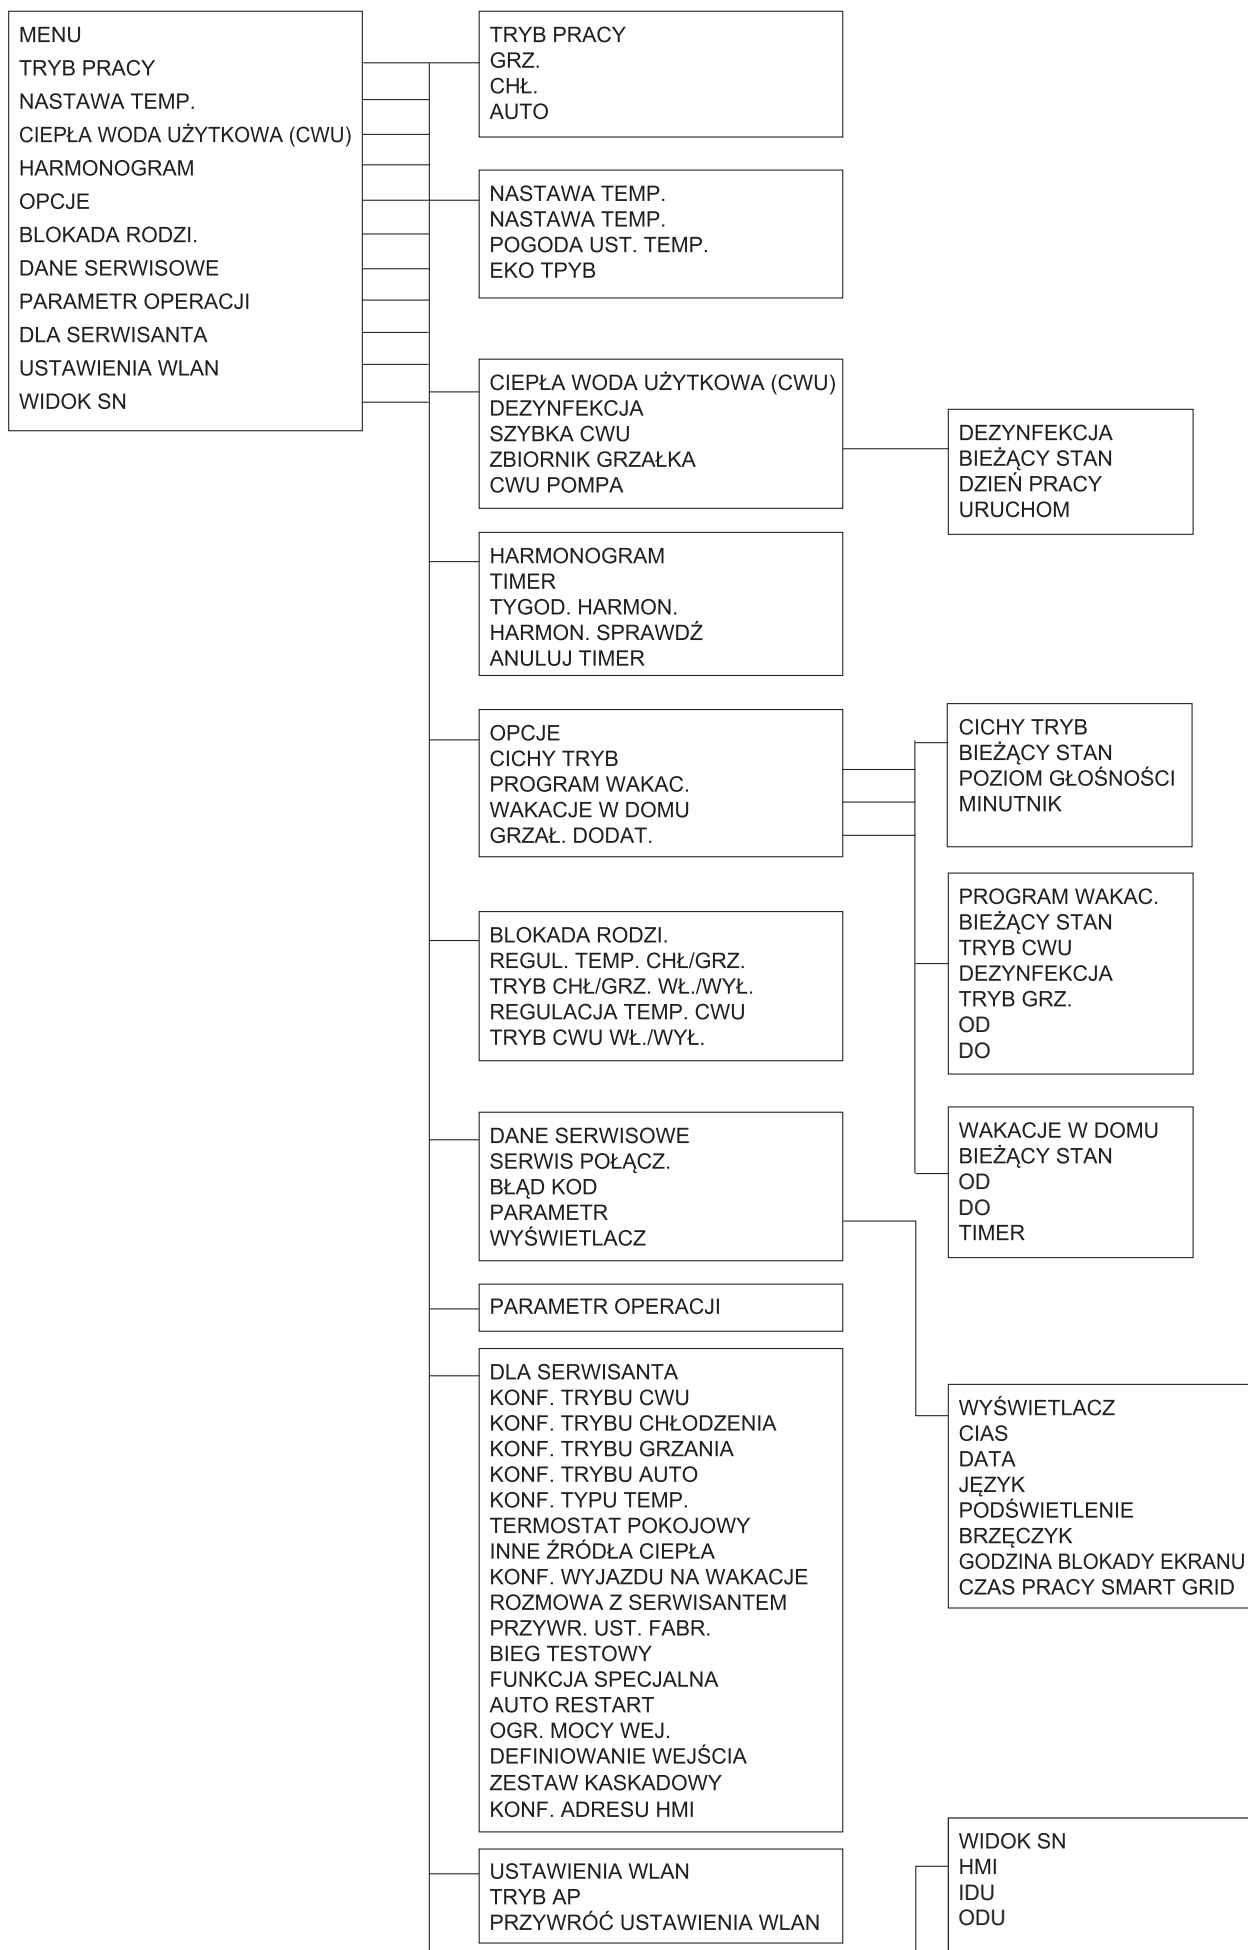 MENU
TRYB PRACY
NASTAWA TEMP.
CIEPŁA WODA UŻYTKOWA (CWU)
HARMONOGRAM
OPCJE
BLOKADA RODZI.
DANE SERWISOWE
PARAMETR OPERACJI
DLA SERWISANTA
USTAWIENIA WLAN
WIDOK SN
TRYB PRACY
GRZ.
CHŁ.
AUTO
NASTAWA TEMP.
NASTAWA TEMP.
POGODA UST. TEMP.
EKO TPYB
CIEPŁA WODA UŻYTKOWA (CWU)
DEZYNFEKCJA
SZYBKA CWU
ZBIORNIK GRZAŁKA
CWU POMPA
DEZYNFEKCJA
BIEŻĄCY STAN
DZIEŃ PRACY
URUCHOM
HARMONOGRAM
TIMER
TYGOD. HARMON.
HARMON. SPRAWDŹ
ANULUJ TIMER
OPCJE
CICHY TRYB
PROGRAM WAKAC.
WAKACJE W DOMU
GRZAŁ. DODAT.
CICHY TRYB
BIEŻĄCY STAN
POZIOM GŁOŚNOŚCI
MINUTNIK
PROGRAM WAKAC.
BIEŻĄCY STAN
TRYB CWU
DEZYNFEKCJA
TRYB GRZ.
OD
DO
WAKACJE W DOMU
BIEŻĄCY STAN
OD
DO
TIMER
BLOKADA RODZI.
REGUL. TEMP. CHŁ/GRZ.
TRYB CHŁ/GRZ. WŁ./WYŁ.
REGULACJA TEMP. CWU
TRYB CWU WŁ./WYŁ.
DANE SERWISOWE
SERWIS POŁĄCZ.
BŁĄD KOD
PARAMETR
WYŚWIETLACZ
WYŚWIETLACZ
CIAS
DATA
JĘZYK
PODŚWIETLENIE
BRZĘCZYK
GODZINA BLOKADY EKRANU
CZAS PRACY SMART GRID
PARAMETR OPERACJI
DLA SERWISANTA
KONF. TRYBU CWU
KONF. TRYBU CHŁODZENIA
KONF. TRYBU GRZANIA
KONF. TRYBU AUTO
KONF. TYPU TEMP.
TERMOSTAT POKOJOWY
INNE ŹRÓDŁA CIEPŁA
KONF. WYJAZDU NA WAKACJE
ROZMOWA Z SERWISANTEM
PRZYWR. UST. FABR.
BIEG TESTOWY
FUNKCJA SPECJALNA
AUTO RESTART
OGR. MOCY WEJ.
DEFINIOWANIE WEJŚCIA
ZESTAW KASKADOWY
KONF. ADRESU HMI
USTAWIENIA WLAN
TRYB AP
PRZYWRÓĆ USTAWIENIA WLAN
WIDOK SN
HMI
IDU
ODU